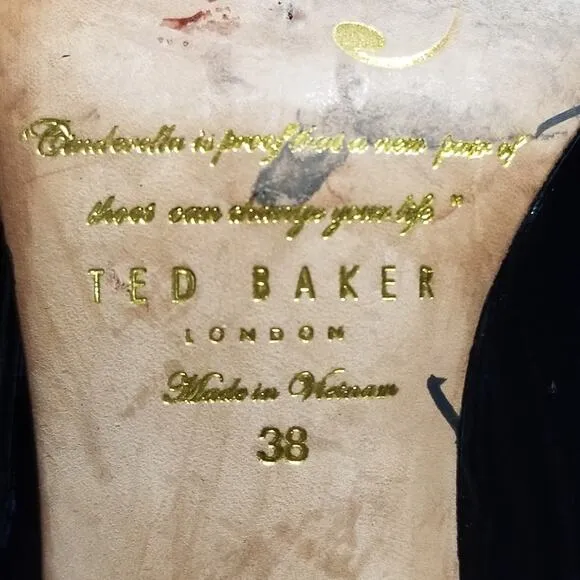 "Cinderella is proof that a new pair of
shoes can change your life"
TED BAKER
LONDON
Made in Vietnam
38